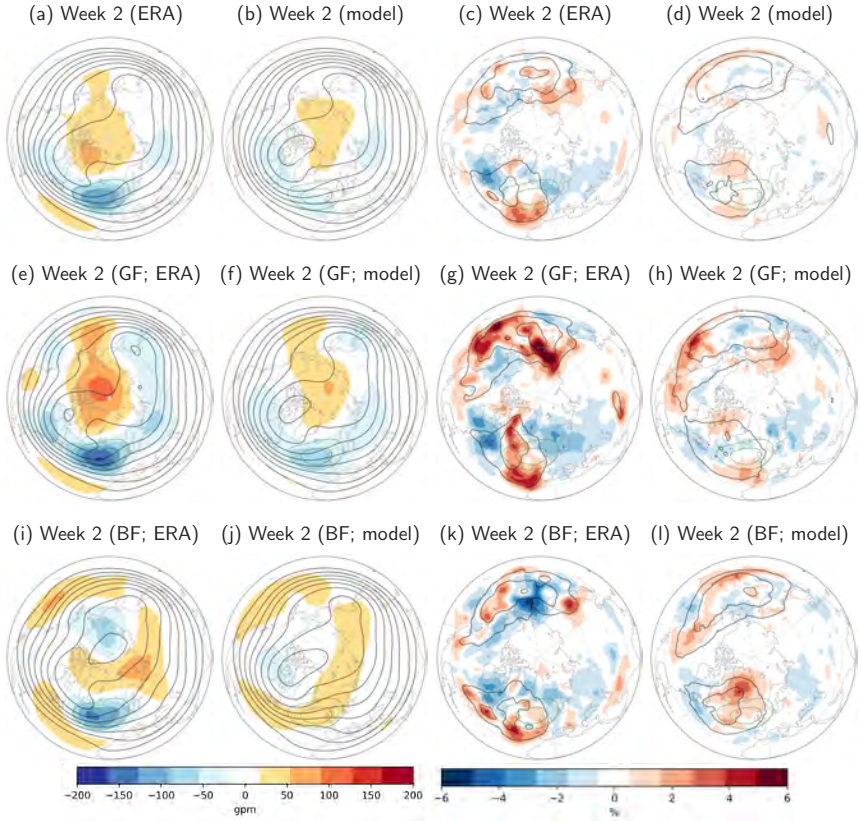 (a) Week 2 (ERA) (b) Week 2 (model) (c) Week 2 (ERA) (d) Week 2 (model)
(e) Week 2 (GF; ERA) (f) Week 2 (GF; model) (g) Week 2 (GF; ERA) (h) Week 2 (GF; model)
(i) Week 2 (BF; ERA) (j) Week 2 (BF; model) (k) Week 2 (BF; ERA) (l) Week 2 (BF; model)
−200 −150 −100 −50 0 50 100 150 200
gpm
−6 −4 −2 0 2 4 6
%